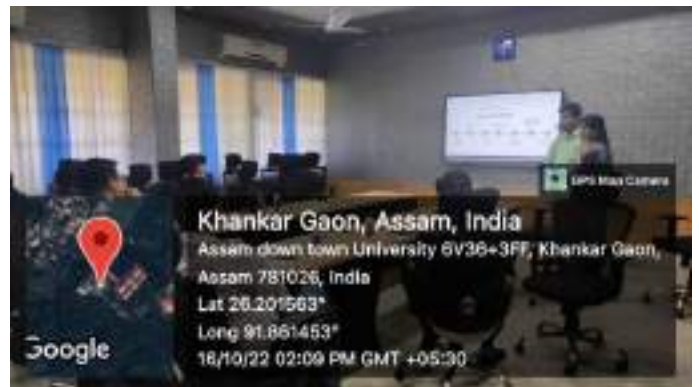 GPS Map Camera
Khankar Gaon, Assam, India
Assam down town University 6V36+3FF, Khankar Gaon,
Assam 781026, India
Lat 26.201563°
Long 91.861453°
16/10/22 02:09 PM GMT +05:30
Google